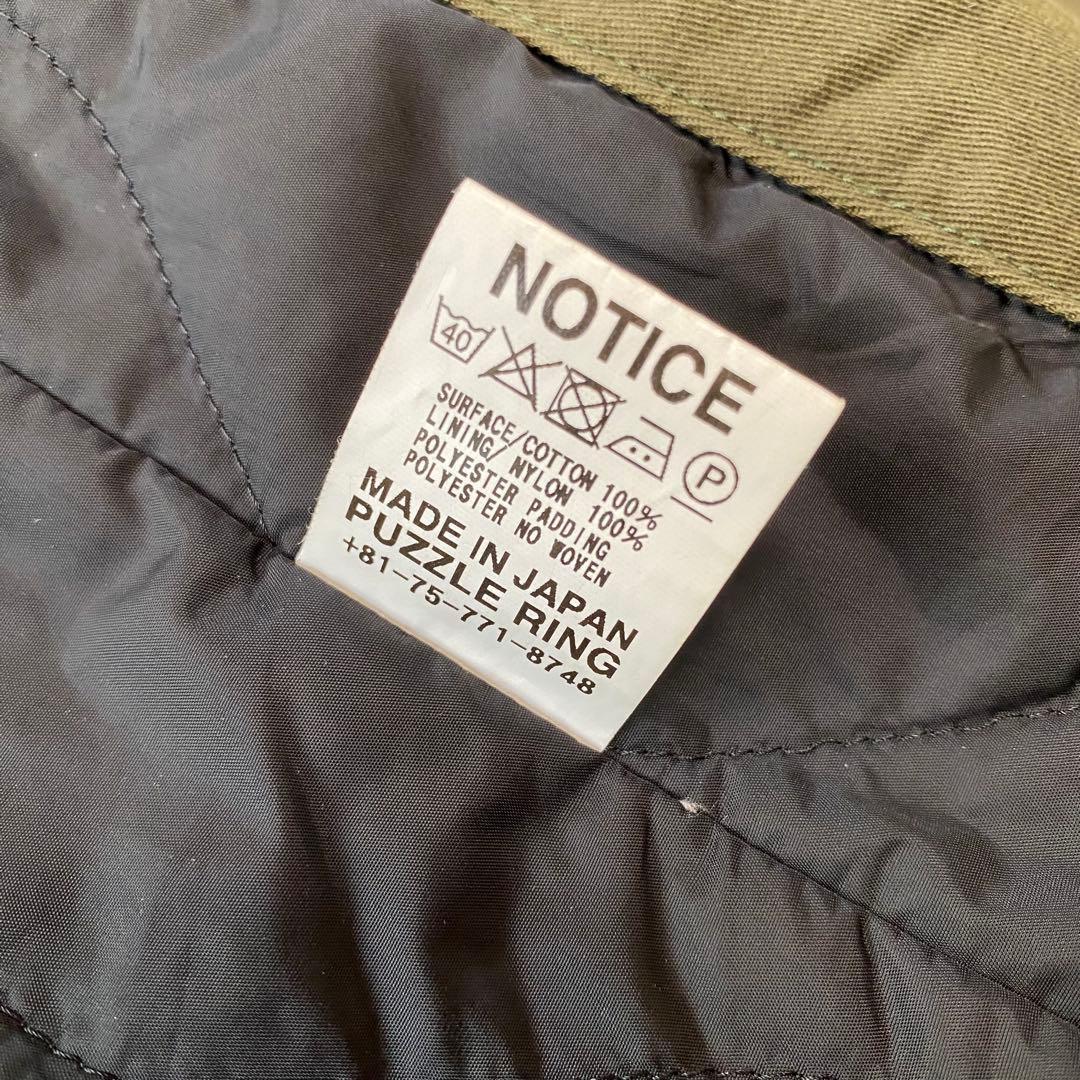 NOTICE
40 P
SURFACE/COTTON 100%
LINING/ NYLON 100%
POLYESTER PADDING
POLYESTER NO WOVEN
MADE IN JAPAN
PUZZLE RING
+81-75-771-8748